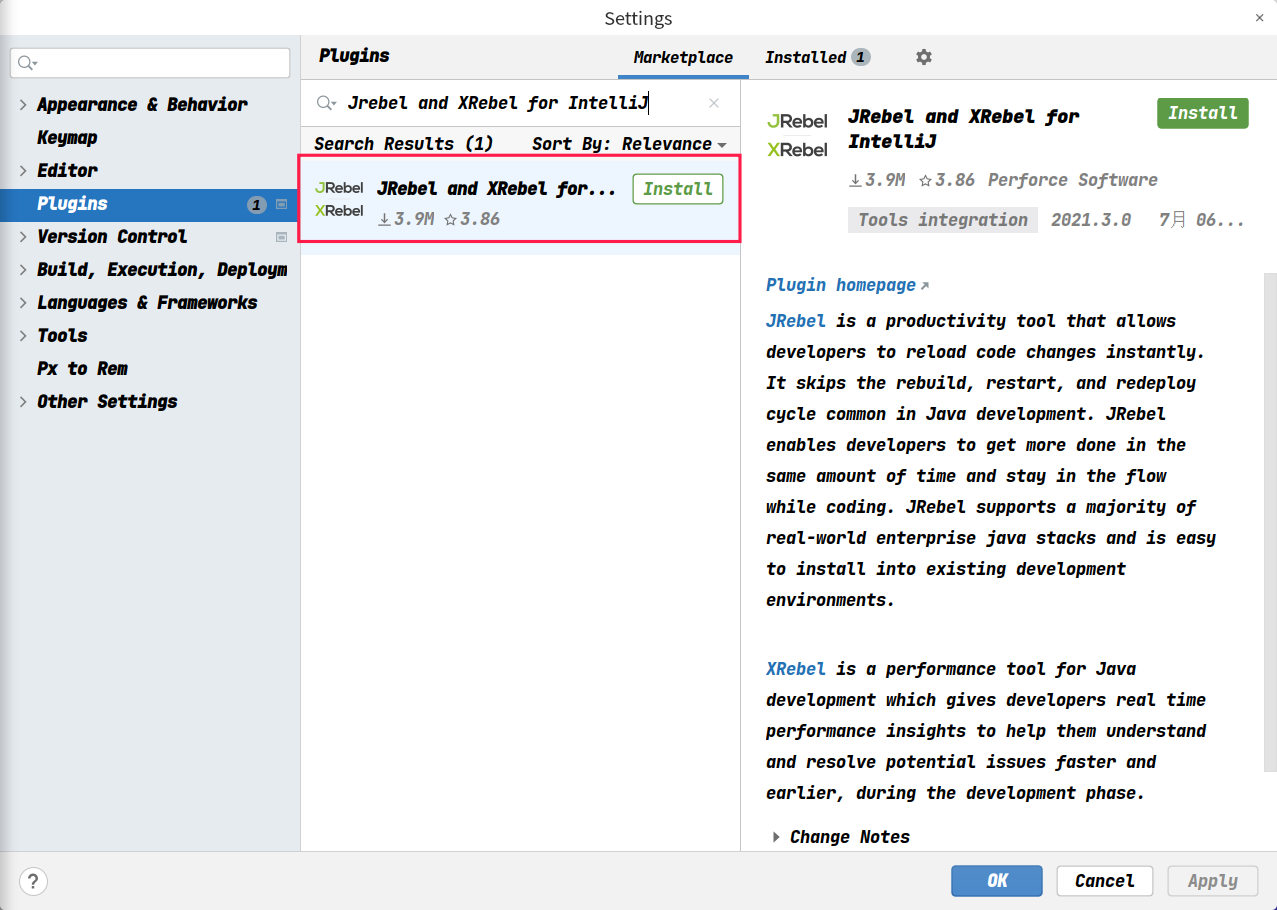 Settings
Plugins
Marketplace
Installed 1
Appearance & Behavior
Keymap
Editor
Plugins 1
Version Control
Build, Execution, Deploym
Languages & Frameworks
Tools
Px to Rem
Other Settings
Jrebel and XRebel for IntelliJ
Search Results (1) Sort By: Relevance
JRebel
XRebel
JRebel and XRebel for... Install
3.9M 3.86
JRebel
XRebel
JRebel and XRebel for
IntelliJ
Install
3.9M 3.86 Perforce Software
Tools integration 2021.3.0 7月 06...
Plugin homepage
JRebel is a productivity tool that allows
developers to reload code changes instantly.
It skips the rebuild, restart, and redeploy
cycle common in Java development. JRebel
enables developers to get more done in the
same amount of time and stay in the flow
while coding. JRebel supports a majority of
real-world enterprise java stacks and is easy
to install into existing development
environments.
XRebel is a performance tool for Java
development which gives developers real time
performance insights to help them understand
and resolve potential issues faster and
earlier, during the development phase.
Change Notes
?
OK Cancel Apply